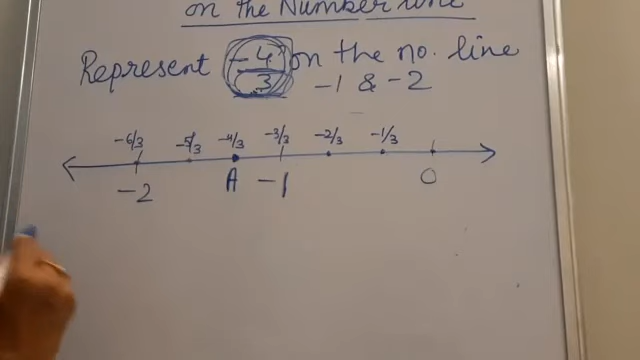 on the Number line
Represent -4/3 on the no. line
-1 & -2
-6/3 -5/3 -4/3 -3/3 -2/3 -1/3
-2 A -1 0